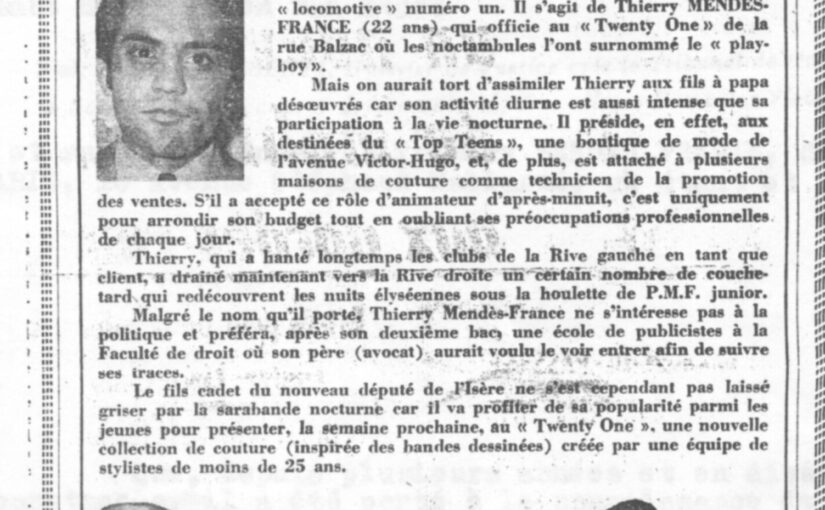 « locomotive » numéro un. Il s'agit de Thierry MENDÈS-
FRANCE (22 ans) qui officie au « Twenty One » de la
rue Balzac où les noctambules l'ont surnommé le « play-
boy ».
Mais on aurait tort d'assimiler Thierry aux fils à papa
désœuvrés car son activité diurne est aussi intense que sa
participation à la vie nocturne. Il préside, en effet, aux
destinées du « Top Teens », une boutique de mode de
l'avenue Victor-Hugo, et, de plus, est attaché à plusieurs
maisons de couture comme technicien de la promotion
des ventes. S'il a accepté ce rôle d'animateur d'après-minuit, c'est uniquement
pour arrondir son budget tout en oubliant ses préoccupations professionnelles
de chaque jour.
Thierry, qui a hanté longtemps les clubs de la Rive gauche en tant que
client, a drainé maintenant vers la Rive droite un certain nombre de couche-
tard qui redécouvrent les nuits élyséennes sous la houlette de P.M.F. junior.
Malgré le nom qu'il porte, Thierry Mendès-France ne s'intéresse pas à la
politique et préféra, après son deuxième bac, une école de publicistes à la
Faculté de droit où son père (avocat) aurait voulu le voir entrer afin de suivre
ses traces.
Le fils cadet du nouveau député de l'Isère ne s'est cependant pas laissé
griser par la sarabande nocturne car il va profiter de sa popularité parmi les
jeunes pour présenter, la semaine prochaine, au « Twenty One », une nouvelle
collection de couture (inspirée des bandes dessinées) créée par une équipe de
stylistes de moins de 25 ans.